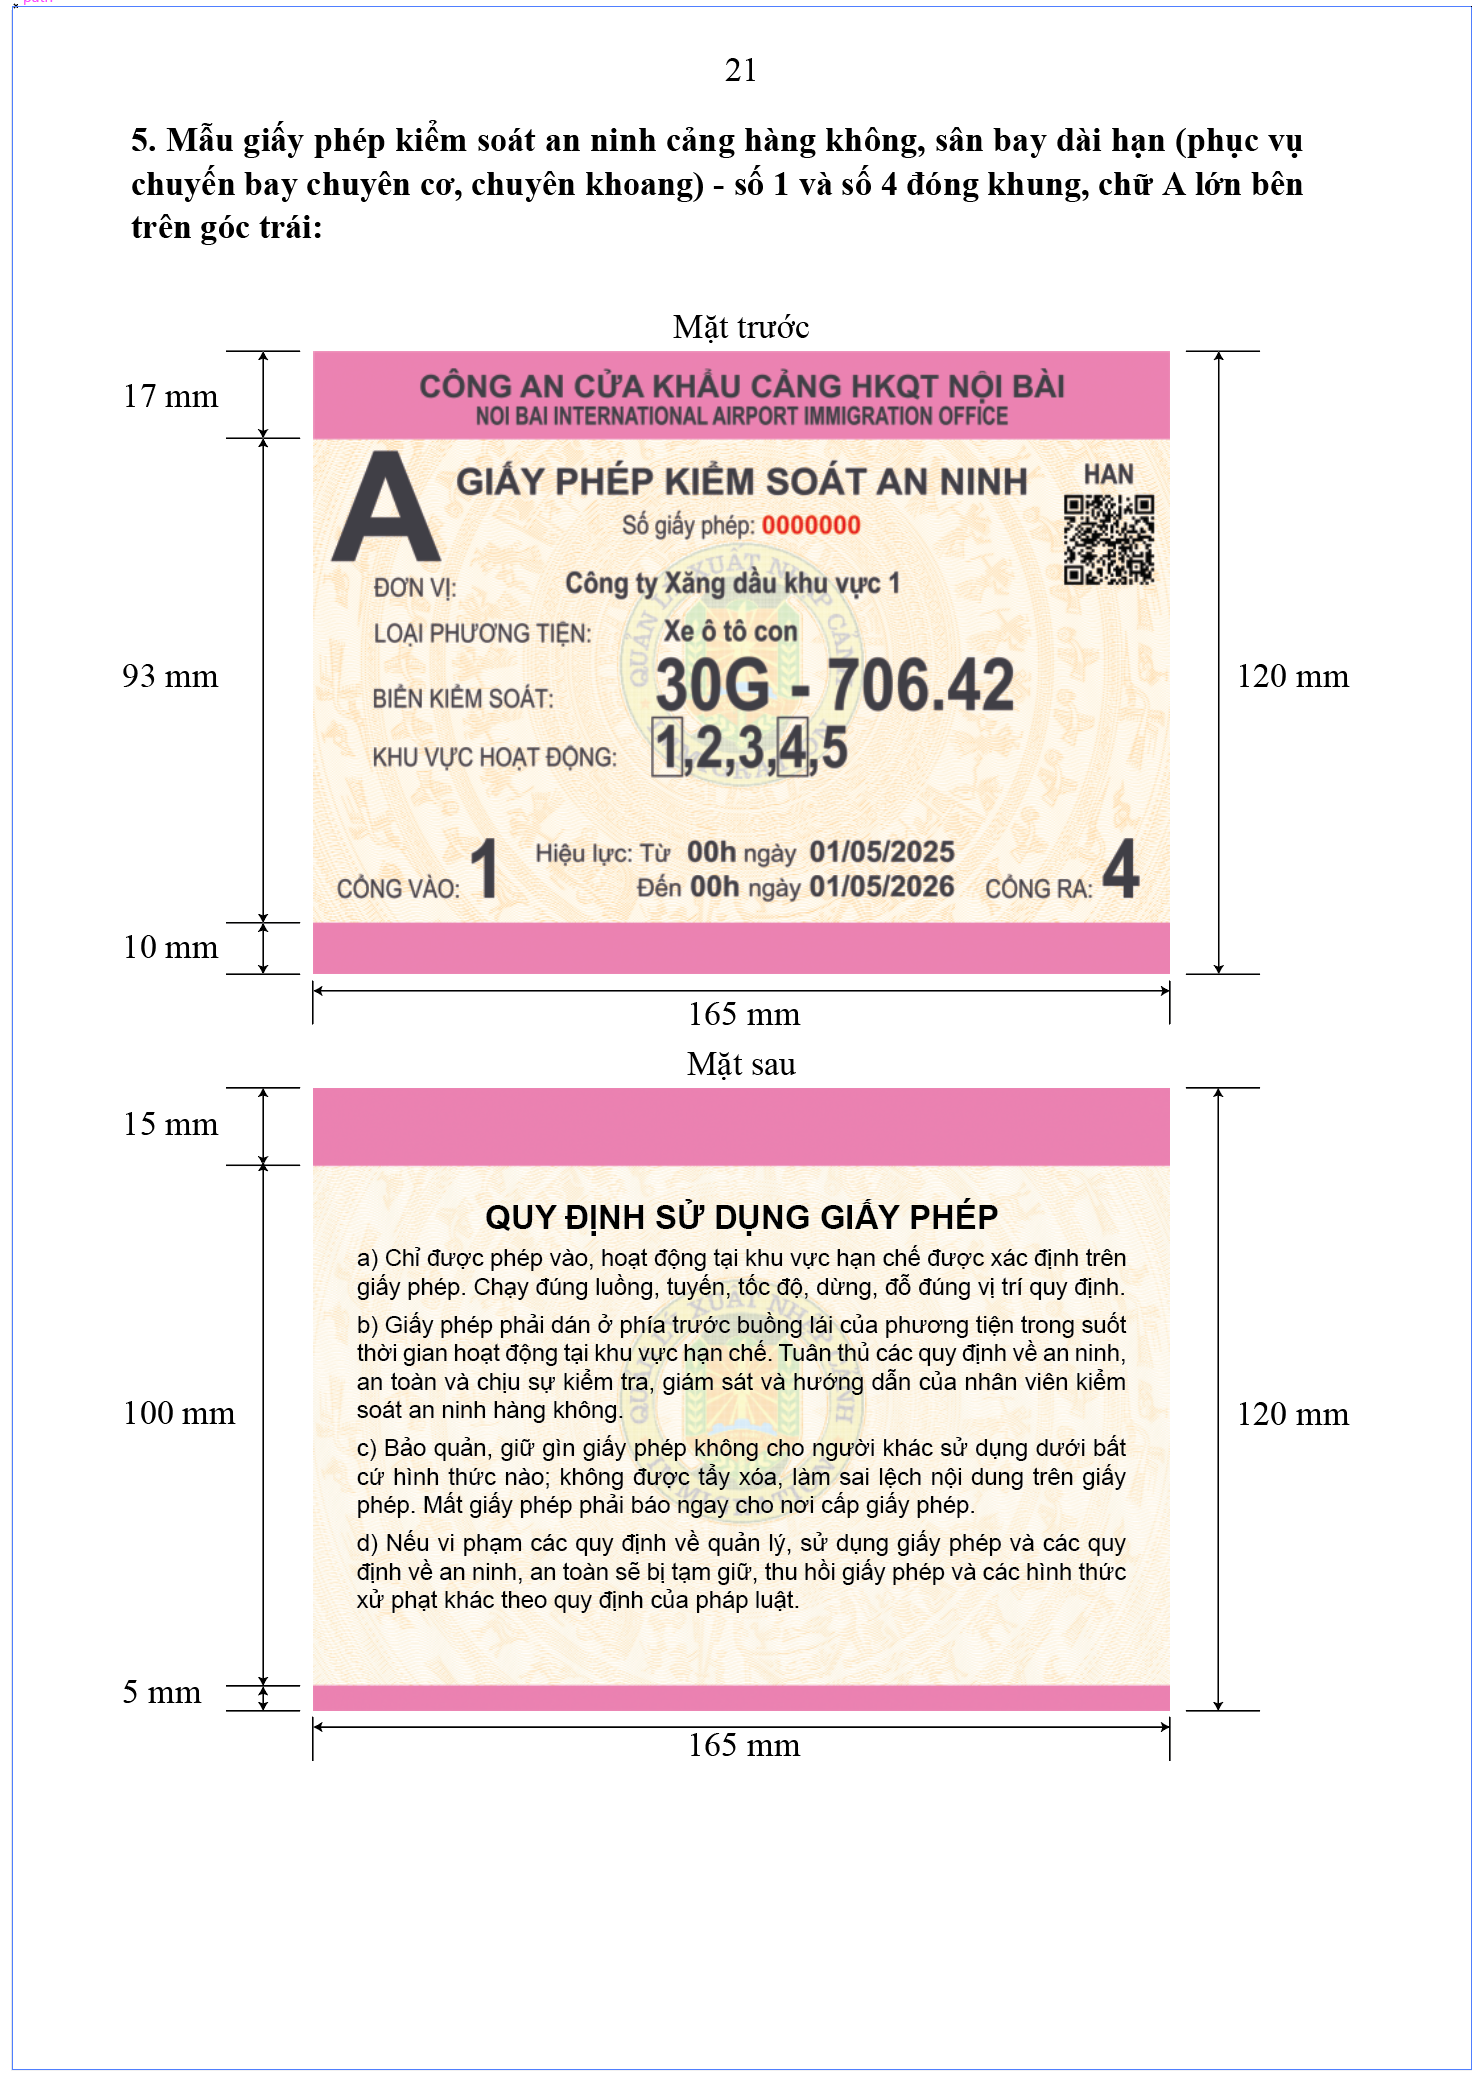 path
21
5. Mẫu giấy phép kiểm soát an ninh cảng hàng không, sân bay dài hạn (phục vụ
chuyến bay chuyên cơ, chuyên khoang) - số 1 và số 4 đóng khung, chữ A lớn bên
trên góc trái:
Mặt trước
17 mm
CÔNG AN CỬA KHẨU CẢNG HKQT NỘI BÀI
NOI BAI INTERNATIONAL AIRPORT IMMIGRATION OFFICE
A
GIẤY PHÉP KIỂM SOÁT AN NINH
HAN
Số giấy phép: 0000000
ĐƠN VỊ: Công ty Xăng dầu khu vực 1
LOẠI PHƯƠNG TIỆN: Xe ô tô con
93 mm
120 mm
BIỂN KIỂM SOÁT: 30G - 706.42
KHU VỰC HOẠT ĐỘNG: 1,2,3,4,5
QUẢN LÝ XUẤT NHẬP CẢNH
IMMIGRATION
Hiệu lực: Từ 00h ngày 01/05/2025
CỔNG VÀO: 1
Đến 00h ngày 01/05/2026
CỔNG RA: 4
10 mm
165 mm
Mặt sau
15 mm
QUY ĐỊNH SỬ DỤNG GIẤY PHÉP
a) Chỉ được phép vào, hoạt động tại khu vực hạn chế được xác định trên
giấy phép. Chạy đúng luồng, tuyến, tốc độ, dừng, đỗ đúng vị trí quy định.
b) Giấy phép phải dán ở phía trước buồng lái của phương tiện trong suốt
thời gian hoạt động tại khu vực hạn chế. Tuân thủ các quy định về an ninh,
an toàn và chịu sự kiểm tra, giám sát và hướng dẫn của nhân viên kiểm
soát an ninh hàng không.
c) Bảo quản, giữ gìn giấy phép không cho người khác sử dụng dưới bất
cứ hình thức nào; không được tẩy xóa, làm sai lệch nội dung trên giấy
phép. Mất giấy phép phải báo ngay cho nơi cấp giấy phép.
d) Nếu vi phạm các quy định về quản lý, sử dụng giấy phép và các quy
định về an ninh, an toàn sẽ bị tạm giữ, thu hồi giấy phép và các hình thức
xử phạt khác theo quy định của pháp luật.
QUẢN LÝ XUẤT NHẬP CẢNH
IMMIGRATION
100 mm
120 mm
5 mm
165 mm